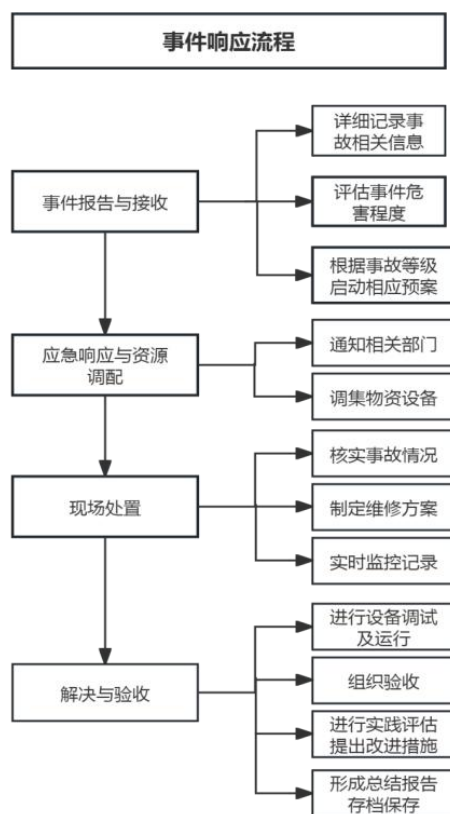 事件响应流程
详细记录事
故相关信息
事件报告与接收
评估事件危
害程度
根据事故等级
启动相应预案
应急响应与资源
调配
通知相关部门
调集物资设备
现场处置
核实事故情况
制定维修方案
实时监控记录
解决与验收
进行设备调试
及运行
组织验收
进行实践评估
提出改进措施
形成总结报告
存档保存